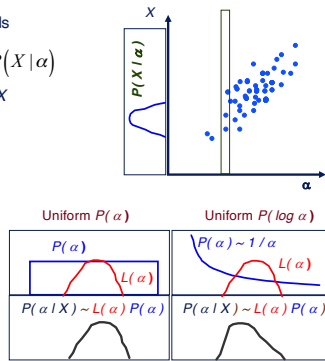 ls
X
P(X|α)
X
P(X|α)
α
Uniform P(α)
Uniform P(log α)
P(α)
L(α)
P(α)~1/α
L(α)
P(α|X)~L(α) P(α)
P(α|X)~L(α) P(α)